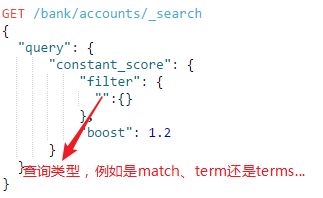 GET /bank/accounts/_search
{
  "query": {
    "constant_score": {
      "filter": {
        "":{}
      },
      "boost": 1.2
    }
  }
查询类型，例如是match、term还是terms...
}